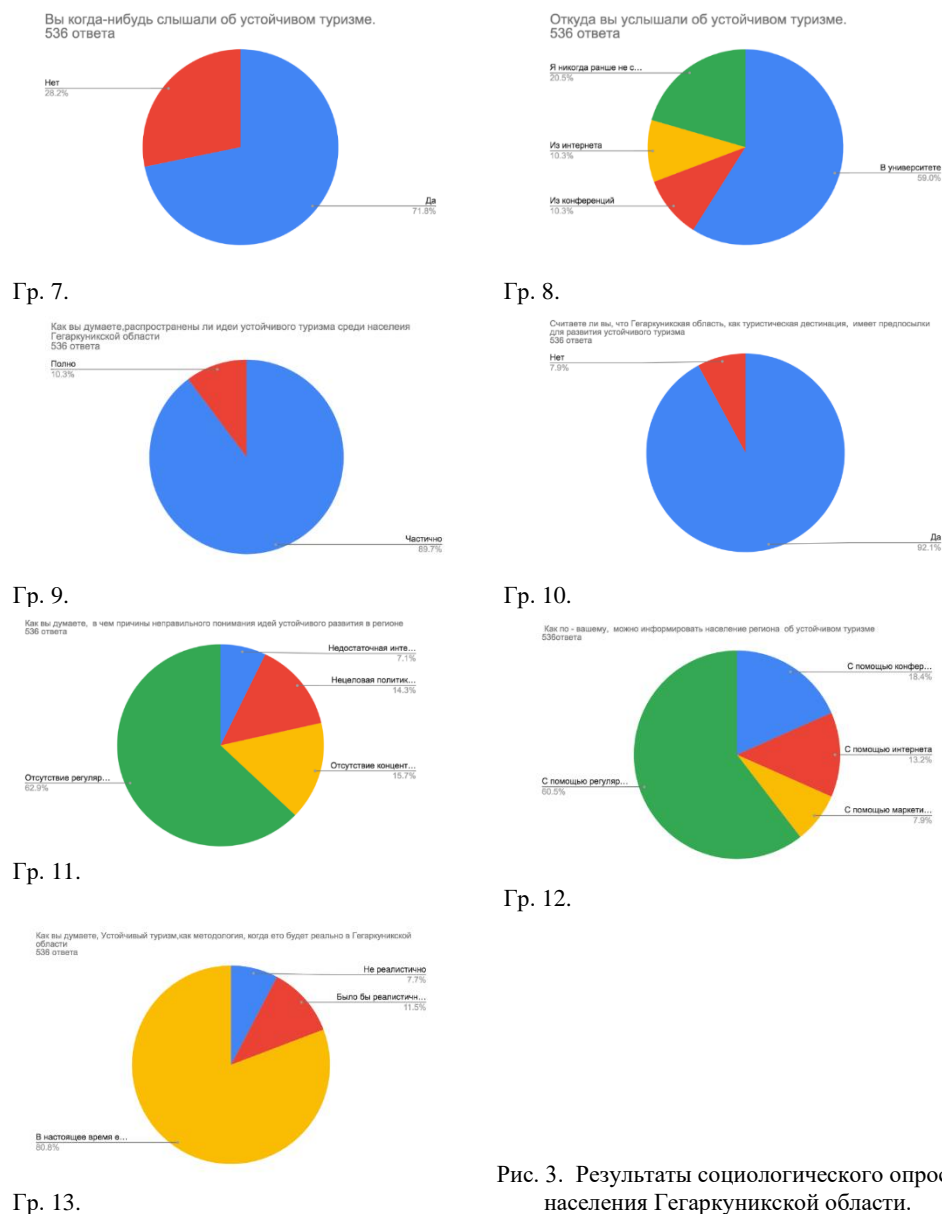 Вы когда-нибудь слышали об устойчивом туризме.
536 ответа
Нет
28.2%
Да
71.8%
Гр. 7.
Откуда вы услышали об устойчивом туризме.
536 ответа
Я никогда ранше не с...
20.5%
Из интернета
10.3%
Из конференций
10.3%
В университете
59.0%
Гр. 8.
Как вы думаете,распространены ли идеи устойчивого туризма среди населеия
Гегаркуникской области
536 ответа
Полно
10.3%
Частично
89.7%
Гр. 9.
Считаете ли вы, что Гегаркуникская область, как туристическая дестинация, имеет предпосылки
для развития устойчивого туризма
536 ответа
Нет
7.9%
Да
92.1%
Гр. 10.
Как вы думаете, в чем причины неправильного понимания идей устойчивого развития в регионе
536 ответа
Недостаточная инте...
7.1%
Нецеловая политик...
14.3%
Отсутствие концент...
15.7%
Отсутствие регуляр...
62.9%
Гр. 11.
Как по - вашему, можно информировать население региона об устойчивом туризме
536ответа
С помощью конфер...
18.4%
С помощью интернета
13.2%
С помощью маркети...
7.9%
С помощью регуляр...
60.5%
Гр. 12.
Как вы думаете, Устойчивый туризм,как методология, когда ето будет реально в Гегаркуникской
области
536 ответа
Не реалистично
7.7%
Было бы реалистичн...
11.5%
В настоящее время е...
80.8%
Гр. 13.
Рис. 3. Результаты социологического опрос
населения Гегаркуникской области.